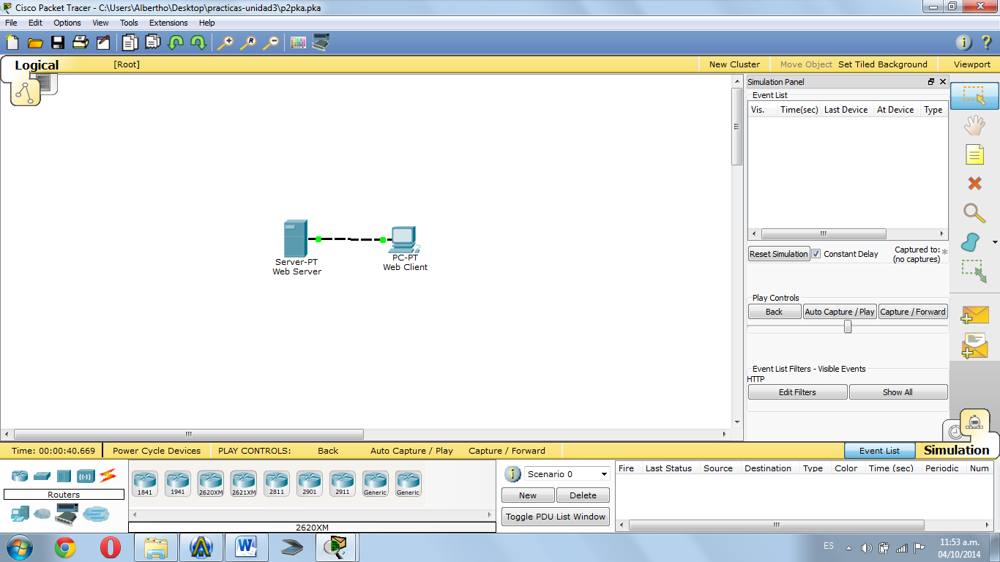 Cisco Packet Tracer - C:\Users\Albertho\Desktop\practicas-unidad3\p2pka.pka
File Edit Options View Tools Extensions Help
Logical [Root] New Cluster Move Object Set Tiled Background Viewport
Simulation Panel
Event List
Vis. Time(sec) Last Device At Device Type
Server-PT
Web Server
PC-PT
Web Client
Reset Simulation Constant Delay Captured to: *
(no captures)
Play Controls
Back Auto Capture / Play Capture / Forward
Event List Filters - Visible Events
HTTP
Edit Filters Show All
Time: 00:00:40.669 Power Cycle Devices PLAY CONTROLS: Back Auto Capture / Play Capture / Forward Event List Simulation
Routers
1841 1941 2620XM 2621XM 2811 2901 2911 Generic Generic
2620XM
Scenario 0
New Delete
Toggle PDU List Window
Fire Last Status Source Destination Type Color Time (sec) Periodic Num
ES
11:53 a.m.
04/10/2014